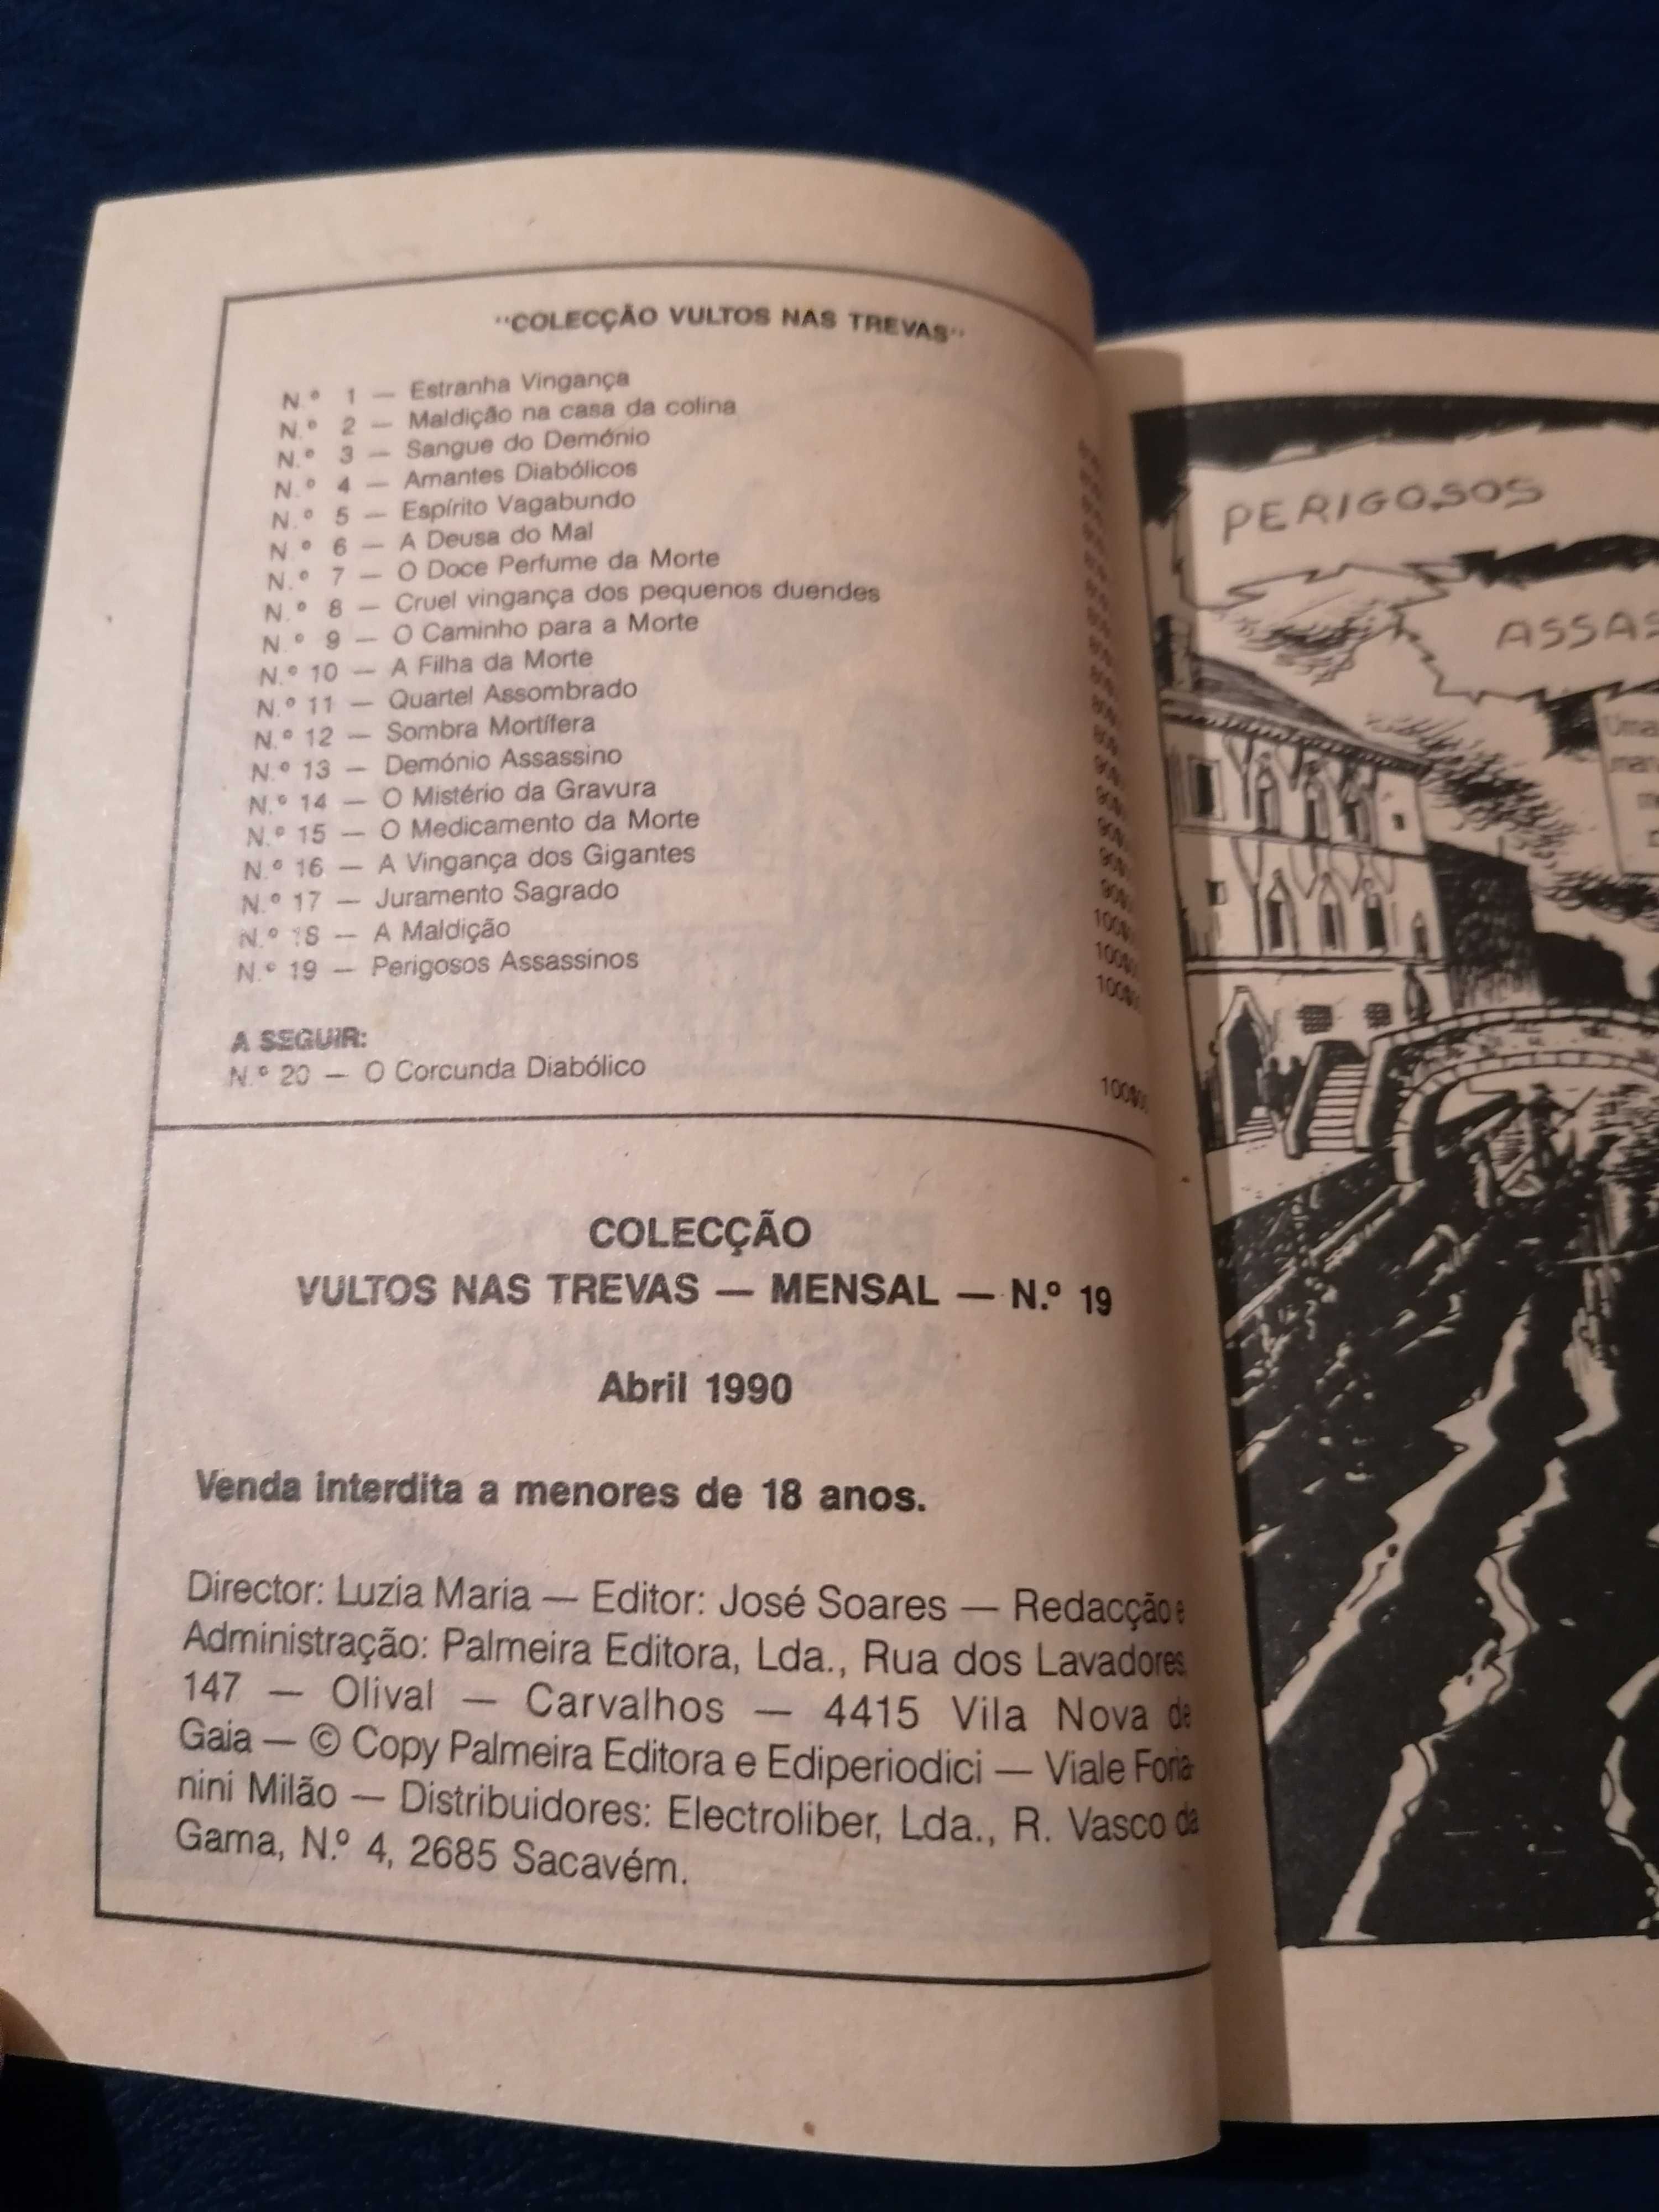 "COLECÇÃO VULTOS NAS TREVAS"
N.º 1 — Estranha Vingança
N.º 2 — Maldição na casa da colina
N.º 3 — Sangue do Demónio
N.º 4 — Amantes Diabólicos
N.º 5 — Espírito Vagabundo
N.º 6 — A Deusa do Mal
N.º 7 — O Doce Perfume da Morte
N.º 8 — Cruel vingança dos pequenos duendes
N.º 9 — O Caminho para a Morte
N.º 10 — A Filha da Morte
N.º 11 — Quartel Assombrado
N.º 12 — Sombra Mortífera
N.º 13 — Demónio Assassino
N.º 14 — O Mistério da Gravura
N.º 15 — O Medicamento da Morte
N.º 16 — A Vingança dos Gigantes
N.º 17 — Juramento Sagrado
N.º 18 — A Maldição
N.º 19 — Perigosos Assassinos
A SEGUIR:
N.º 20 — O Corcunda Diabólico
COLECÇÃO
VULTOS NAS TREVAS — MENSAL — N.º 19
Abril 1990
Venda interdita a menores de 18 anos.
Director: Luzia Maria — Editor: José Soares — Redacção e
Administração: Palmeira Editora, Lda., Rua dos Lavadores,
147 — Olival — Carvalhos — 4415 Vila Nova de
Gaia — © Copy Palmeira Editora e Ediperiodici — Viale
nini Milão — Distribuidores: Electroliber, Lda., R. Vasco da
Gama, N.º 4, 2685 Sacavém.
PERIGOSOS
ASSAS